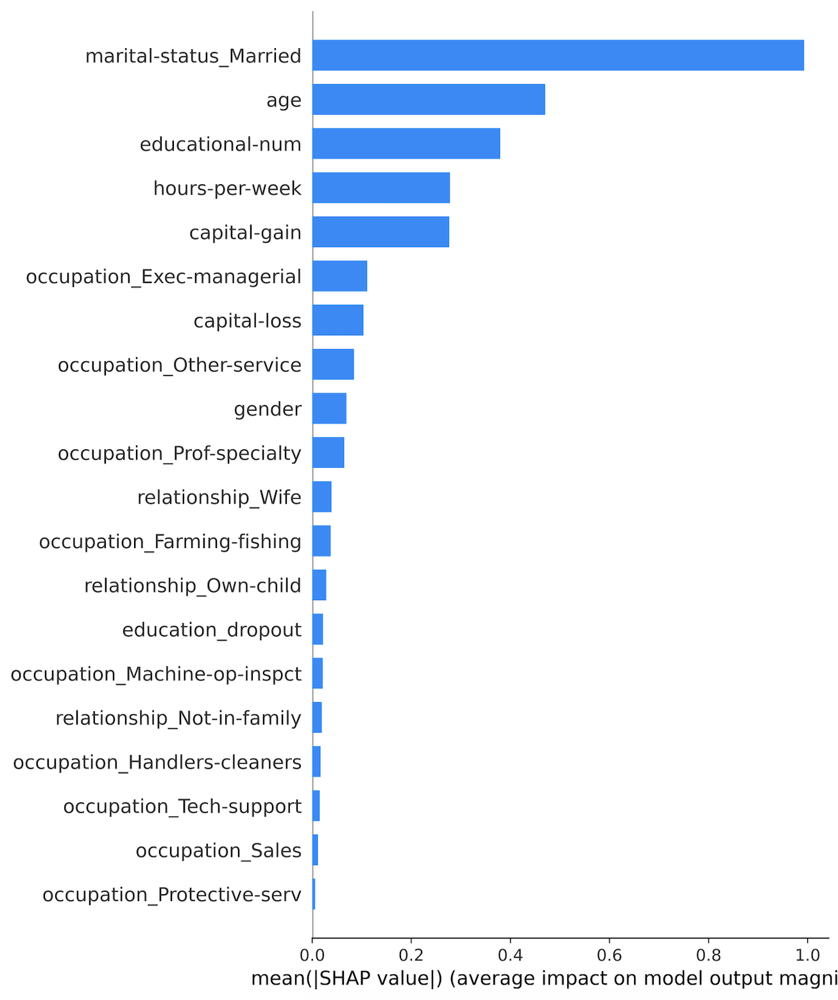 marital-status_Married
age
educational-num
hours-per-week
capital-gain
occupation_Exec-managerial
capital-loss
occupation_Other-service
gender
occupation_Prof-specialty
relationship_Wife
occupation_Farming-fishing
relationship_Own-child
education_dropout
occupation_Machine-op-inspct
relationship_Not-in-family
occupation_Handlers-cleaners
occupation_Tech-support
occupation_Sales
occupation_Protective-serv
0.0 0.2 0.4 0.6 0.8 1.0
mean(|SHAP value|) (average impact on model output magni